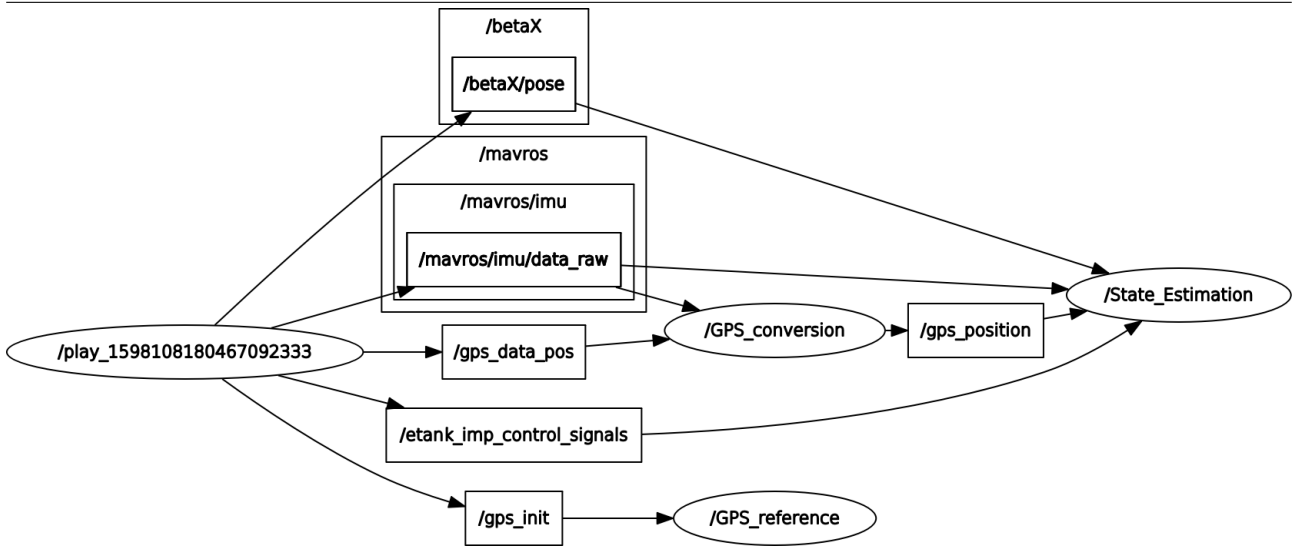 /betaX
/betaX/pose
/mavros
/mavros/imu
/mavros/imu/data_raw
/State_Estimation
/GPS_conversion
/gps_position
/play_1598108180467092333
/gps_data_pos
/etank_imp_control_signals
/gps_init
/GPS_reference